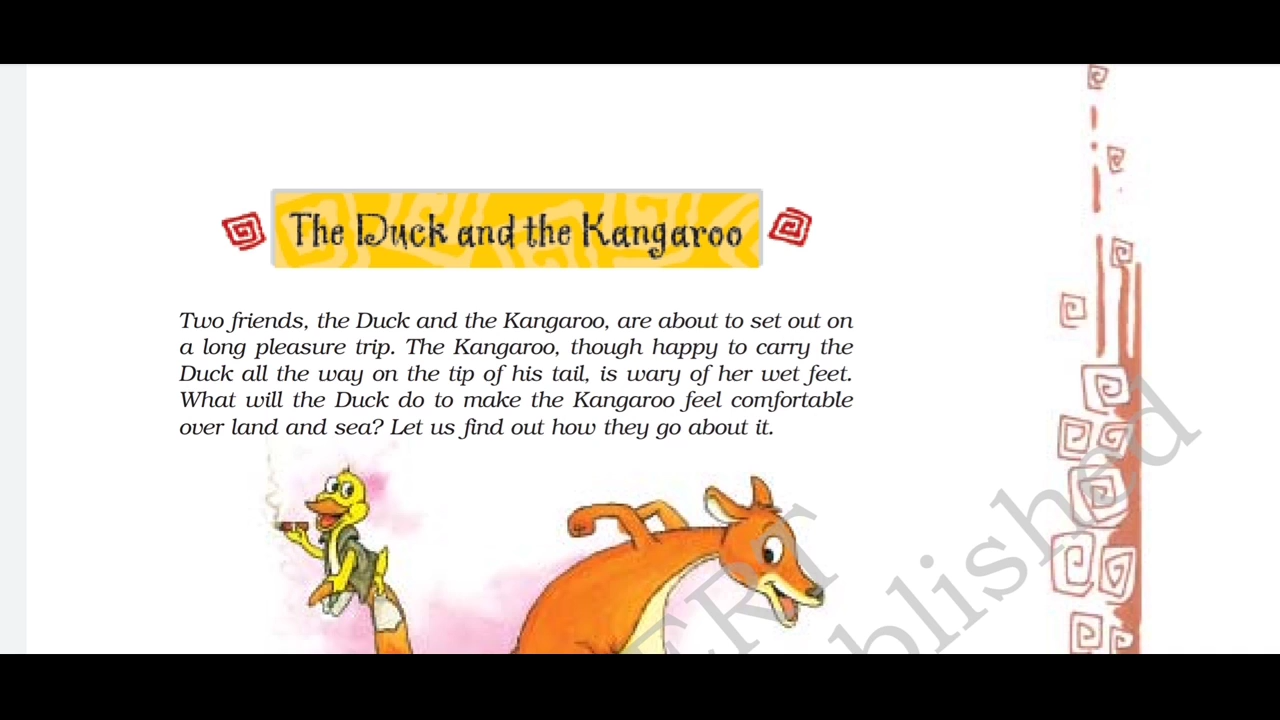 The Duck and the Kangaroo
Two friends, the Duck and the Kangaroo, are about to set out on
a long pleasure trip. The Kangaroo, though happy to carry the
Duck all the way on the tip of his tail, is wary of her wet feet.
What will the Duck do to make the Kangaroo feel comfortable
over land and sea? Let us find out how they go about it.